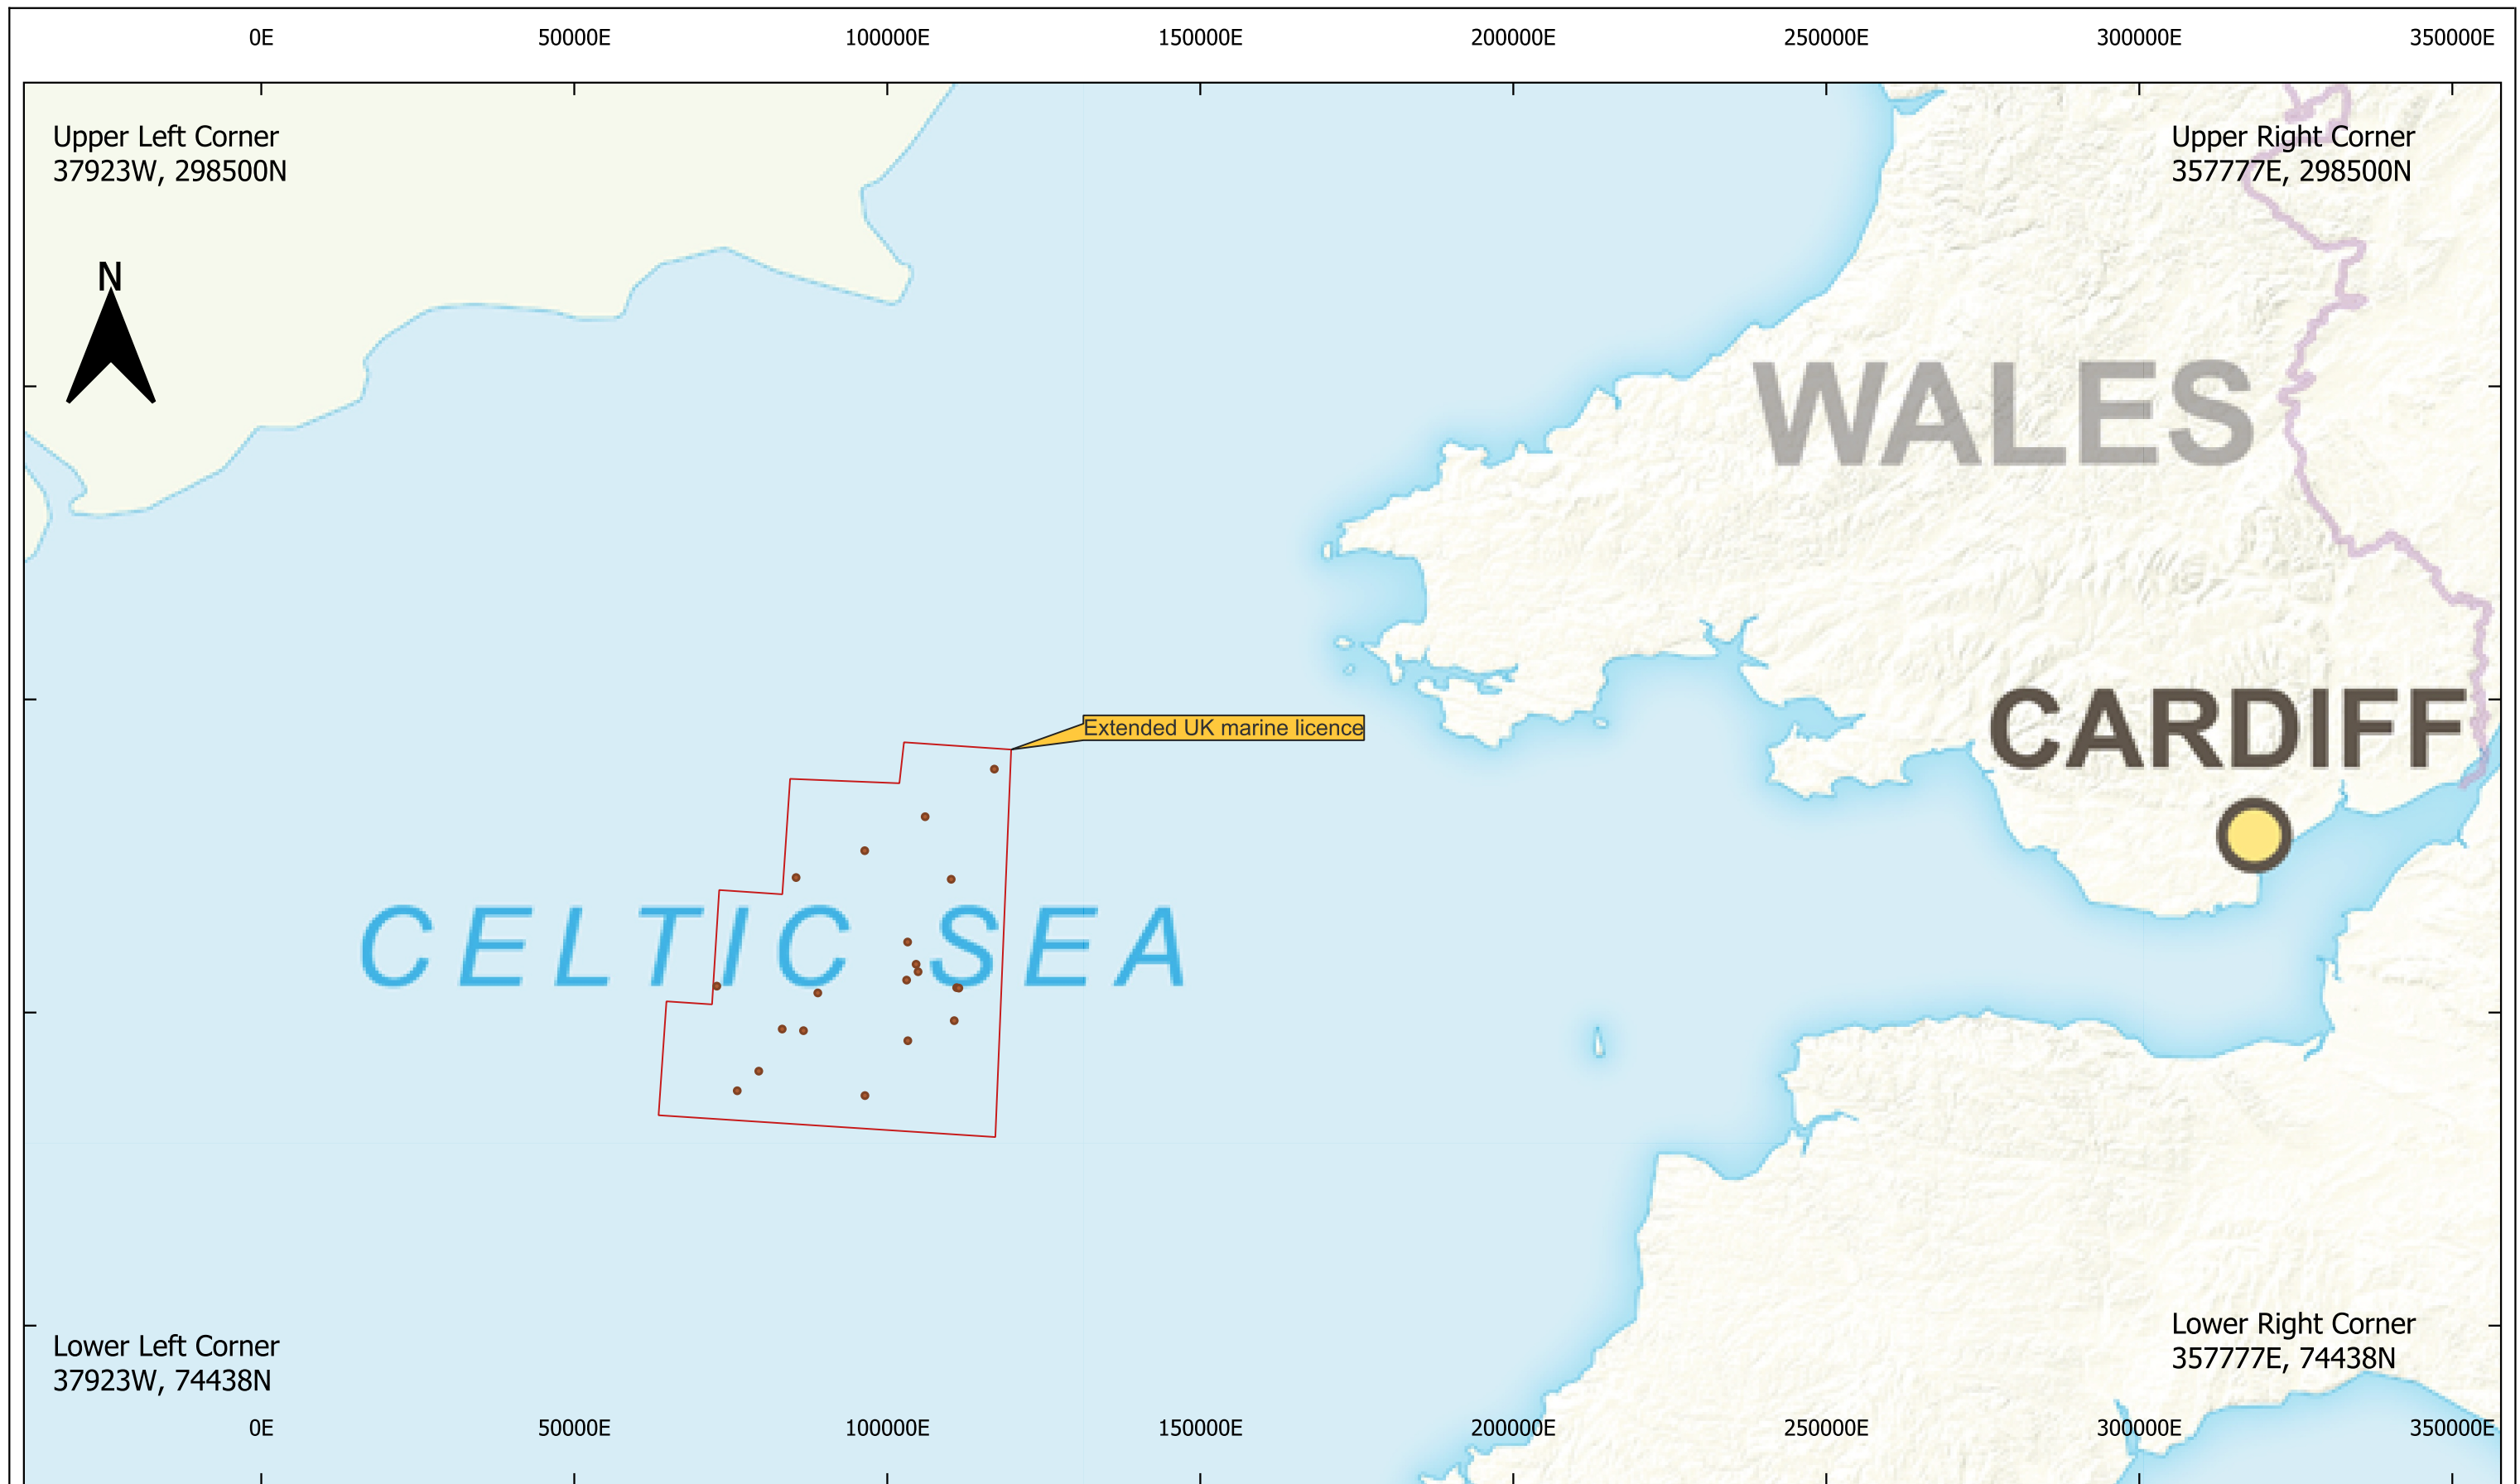 0E 50000E 100000E 150000E 200000E 250000E 300000E 350000E
Upper Left Corner
37923W, 298500N
Upper Right Corner
357777E, 298500N
N
WALES
CARDIFF
Extended UK marine licence
CELTIC SEA
Lower Left Corner
37923W, 74438N
Lower Right Corner
357777E, 74438N
0E 50000E 100000E 150000E 200000E 250000E 300000E 350000E